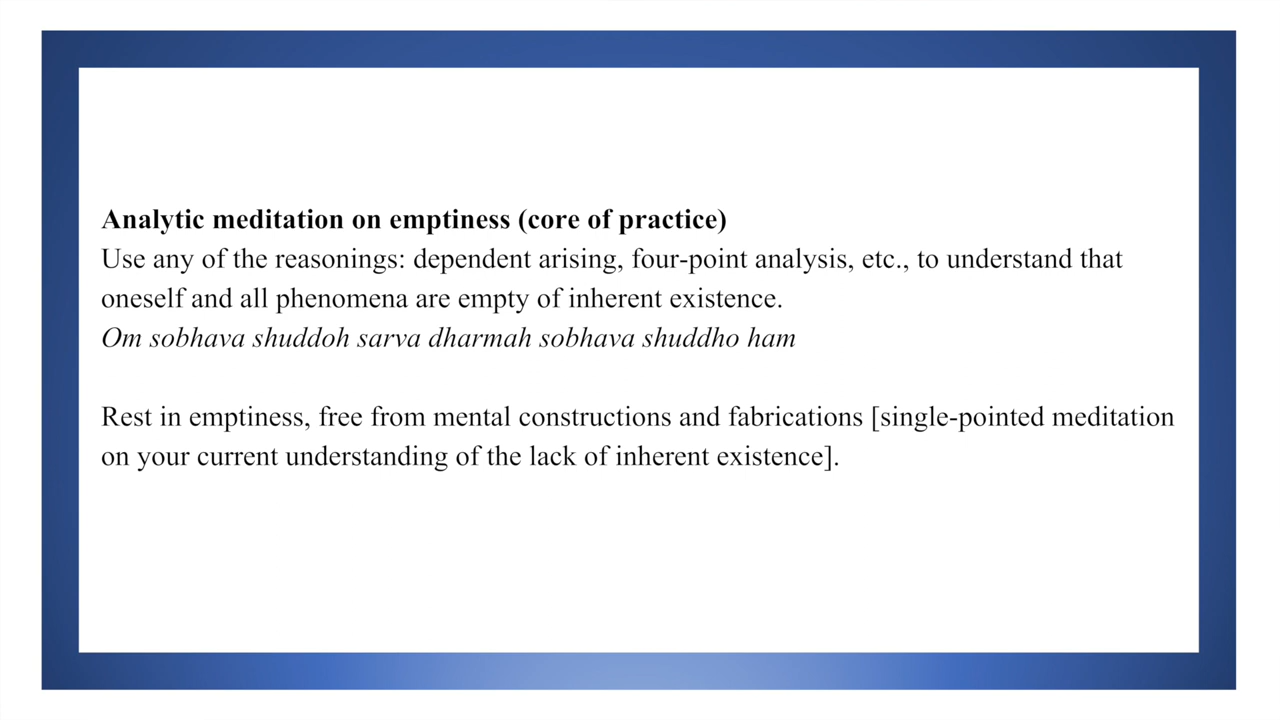 Analytic meditation on emptiness (core of practice)
Use any of the reasonings: dependent arising, four-point analysis, etc., to understand that
oneself and all phenomena are empty of inherent existence.
Om sobhava shuddoh sarva dharmah sobhava shuddho ham
Rest in emptiness, free from mental constructions and fabrications [single-pointed meditation
on your current understanding of the lack of inherent existence].